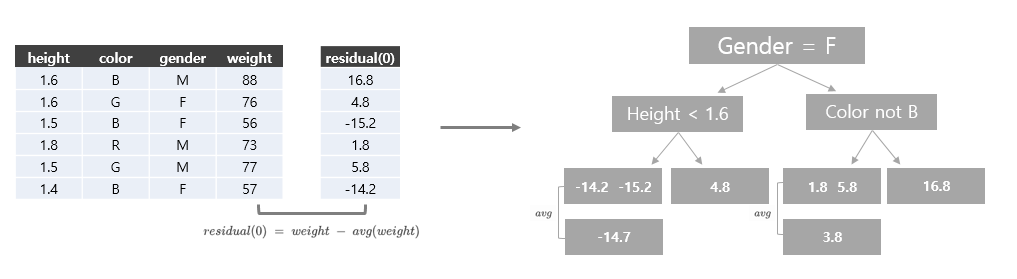 height color gender weight residual(0)
1.6 B M 88 16.8
1.6 G F 76 4.8
1.5 B F 56 -15.2
1.8 R M 73 1.8
1.5 G M 77 5.8
1.4 B F 57 -14.2
residual(0) = weight − avg(weight)
Gender = F
Height < 1.6 Color not B
-14.2 -15.2 4.8 1.8 5.8 16.8
avg avg
-14.7 3.8